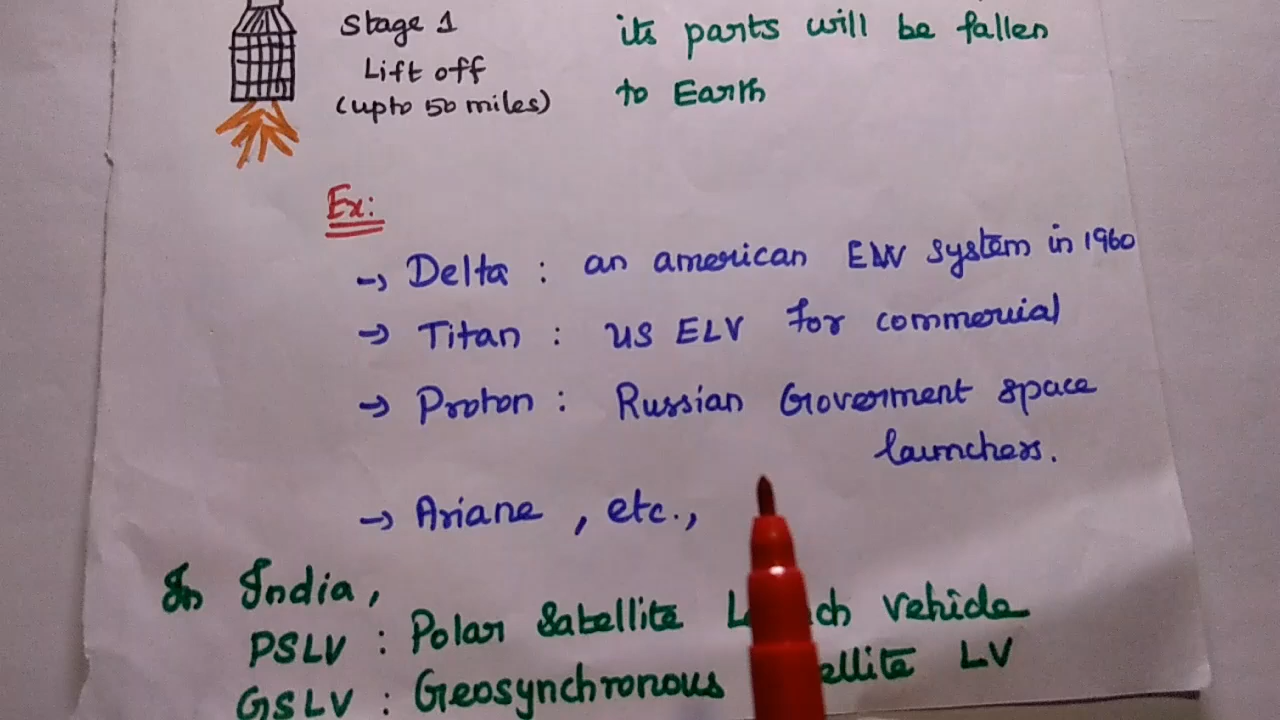 Stage 1
Lift off
(upto 50 miles)
its parts will be fallen
to Earth
Ex:
→ Delta : an american ELV system in 1960
→ Titan : US ELV for commercial
→ Proton : Russian Goverment space
launchers.
→ Ariane , etc.,
In India,
PSLV : Polar Satellite vehicle
GSLV : Geosynchronous LV